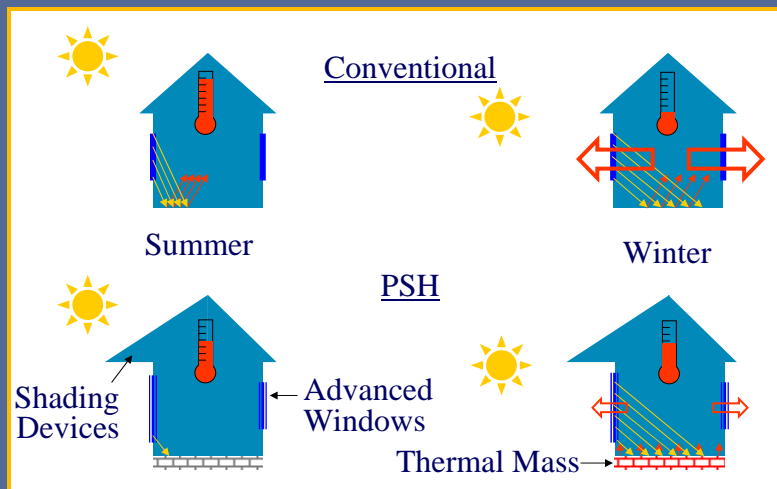 Conventional
Summer
Winter
PSH
Shading
Devices
Advanced
Windows
Thermal Mass